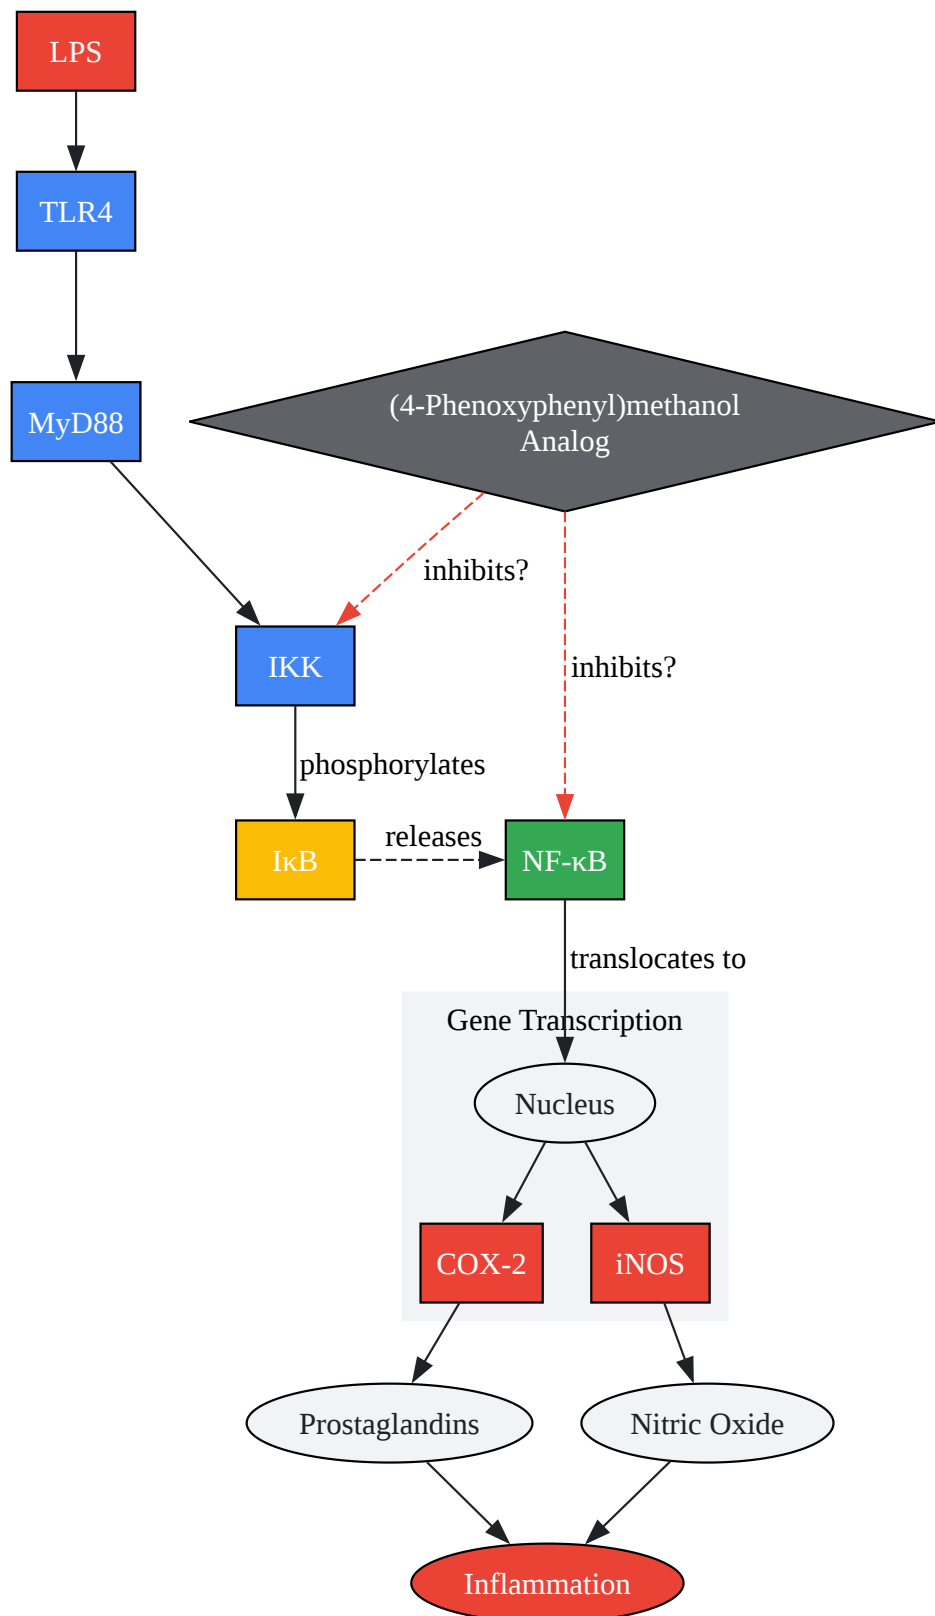 LPS
TLR4
MyD88
(4-Phenoxyphenyl)methanol
Analog
inhibits?
IKK
inhibits?
phosphorylates
IκB
releases
NF-κB
translocates to
Gene Transcription
Nucleus
COX-2
iNOS
Prostaglandins
Nitric Oxide
Inflammation